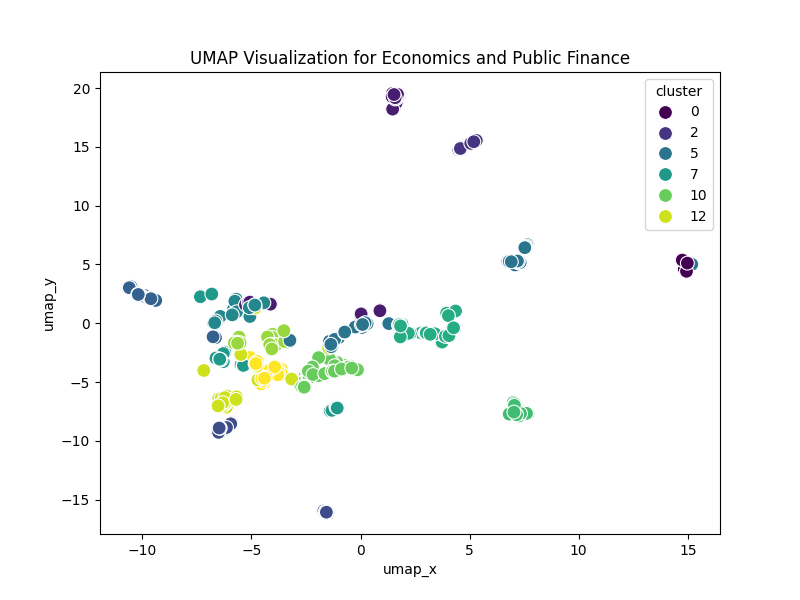 UMAP Visualization for Economics and Public Finance
cluster
0
2
5
7
10
12
20
15
10
5
0
−5
−10
−15
umap_y
−10 −5 0 5 10 15
umap_x